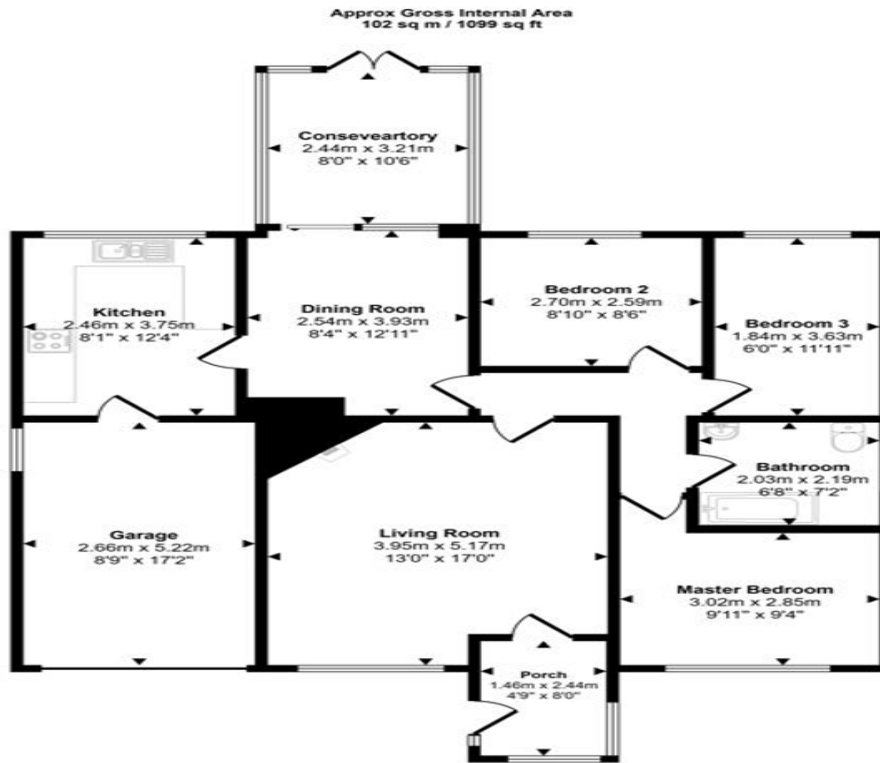 Approx Gross Internal Area
102 sq m / 1099 sq ft
Conseveartory
2.44m x 3.21m
8'0" x 10'6"
Kitchen
2.46m x 3.75m
8'1" x 12'4"
Dining Room
2.54m x 3.93m
8'4" x 12'11"
Bedroom 2
2.70m x 2.59m
8'10" x 8'6"
Bedroom 3
1.84m x 3.63m
6'0" x 11'11"
Bathroom
2.03m x 2.19m
6'8" x 7'2"
Garage
2.66m x 5.22m
8'9" x 17'2"
Living Room
3.95m x 5.17m
13'0" x 17'0"
Master Bedroom
3.02m x 2.85m
9'11" x 9'4"
Porch
1.46m x 2.44m
4'9" x 8'0"